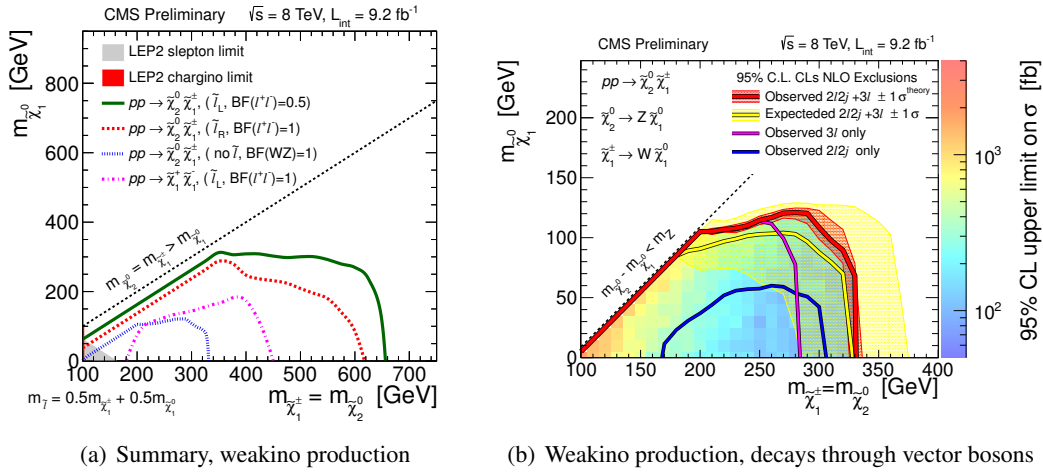 CMS Preliminary √s = 8 TeV, L_int = 9.2 fb⁻¹
m_χ̃₁⁰ [GeV]
800
600
400
200
0
LEP2 slepton limit
LEP2 chargino limit
pp → χ̃₂⁰ χ̃₁±, ( l̃_L, BF(l⁺l⁻)=0.5)
pp → χ̃₂⁰ χ̃₁±, ( l̃_R, BF(l⁺l⁻)=1)
pp → χ̃₂⁰ χ̃₁±, ( no l̃, BF(WZ)=1)
pp → χ̃₁⁺ χ̃₁⁻, ( l̃_L, BF(l⁺l⁻)=1)
m_χ̃₂⁰ = m_χ̃₁± > m_χ̃₁⁰
100 200 300 400 500 600 700
m_l̃ = 0.5m_χ̃₁± + 0.5m_χ̃₁⁰
m_χ̃₁± = m_χ̃₂⁰ [GeV]
(a) Summary, weakino production
CMS Preliminary √s = 8 TeV, L_int = 9.2 fb⁻¹
m_χ̃₁⁰ [GeV]
200
150
100
50
0
pp → χ̃₂⁰ χ̃₁±
χ̃₂⁰ → Z χ̃₁⁰
χ̃₁± → W χ̃₁⁰
95% C.L. CLs NLO Exclusions
Observed 2l2j +3l ± 1σ^theory
Expecteded 2l2j +3l ± 1σ
Observed 3l only
Observed 2l2j only
m_χ̃₂⁰ - m_χ̃₁⁰ < m_Z
100 150 200 250 300 350 400
m_χ̃₁±=m_χ̃₂⁰ [GeV]
10³
10²
95% CL upper limit on σ [fb]
(b) Weakino production, decays through vector bosons